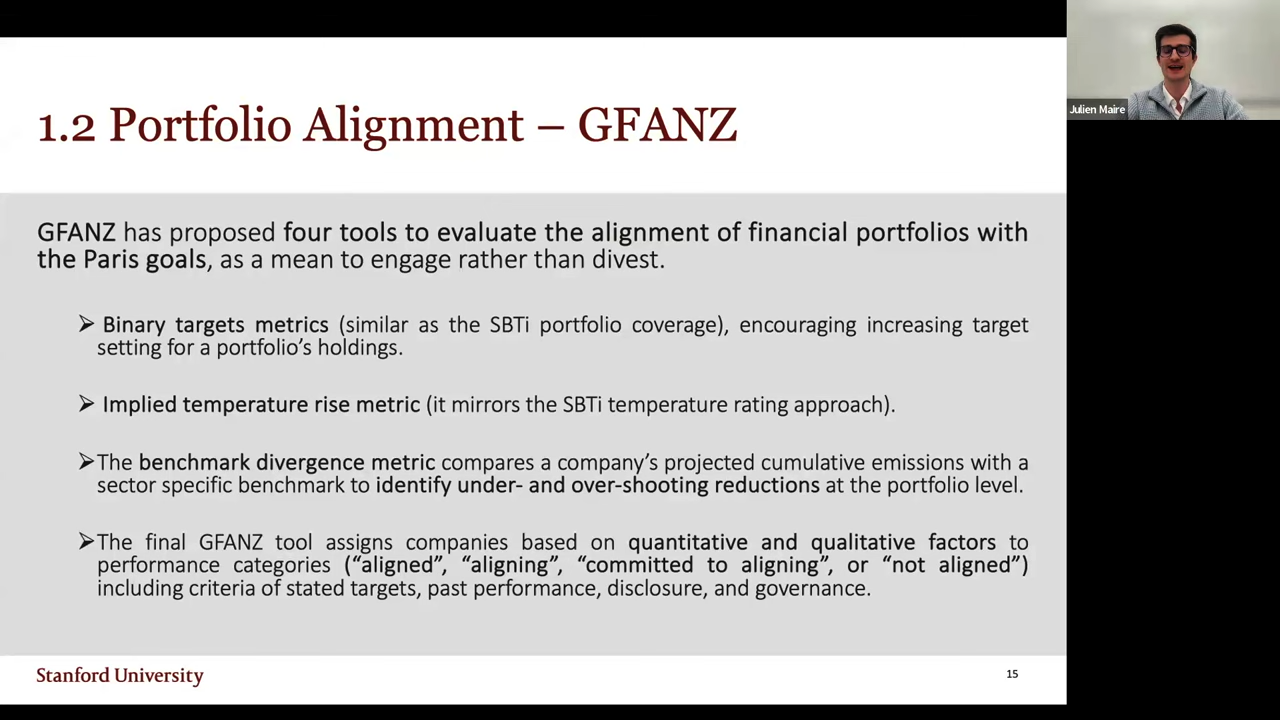 1.2 Portfolio Alignment – GFANZ
Julien Maire
GFANZ has proposed four tools to evaluate the alignment of financial portfolios with
the Paris goals, as a mean to engage rather than divest.
➢ Binary targets metrics (similar as the SBTi portfolio coverage), encouraging increasing target
setting for a portfolio’s holdings.
➢ Implied temperature rise metric (it mirrors the SBTi temperature rating approach).
➢The benchmark divergence metric compares a company’s projected cumulative emissions with a
sector specific benchmark to identify under- and over-shooting reductions at the portfolio level.
➢The final GFANZ tool assigns companies based on quantitative and qualitative factors to
performance categories (“aligned”, “aligning”, “committed to aligning”, or “not aligned”)
including criteria of stated targets, past performance, disclosure, and governance.
Stanford University
15